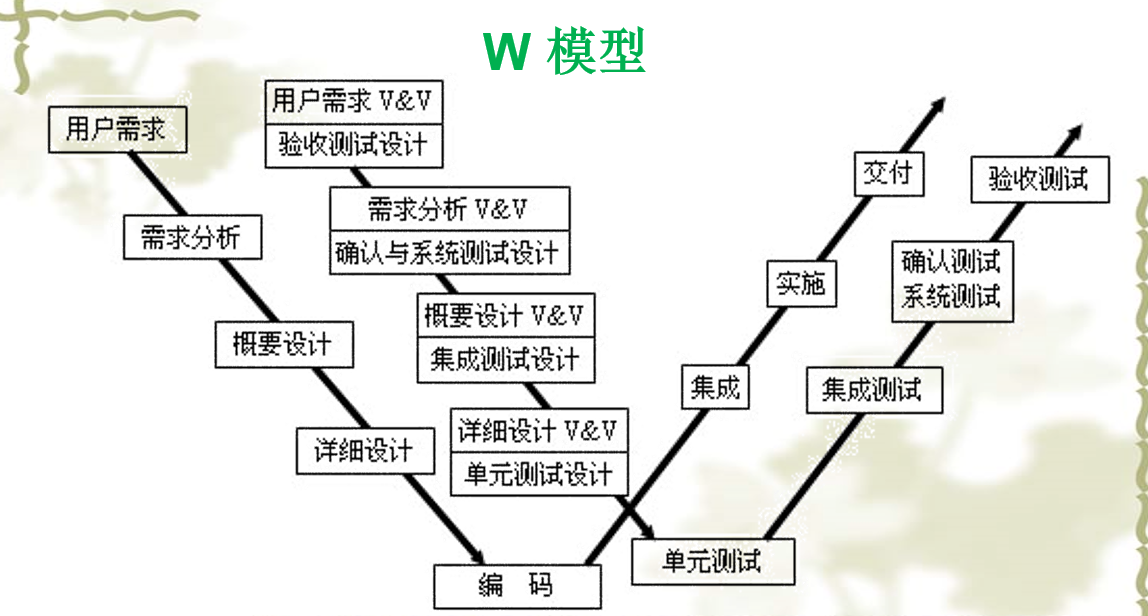 W 模型
用户需求
需求分析
概要设计
详细设计
编 码
用户需求 V&V
验收测试设计
需求分析 V&V
确认与系统测试设计
概要设计 V&V
集成测试设计
详细设计 V&V
单元测试设计
单元测试
集成
实施
交付
集成测试
确认测试
系统测试
验收测试